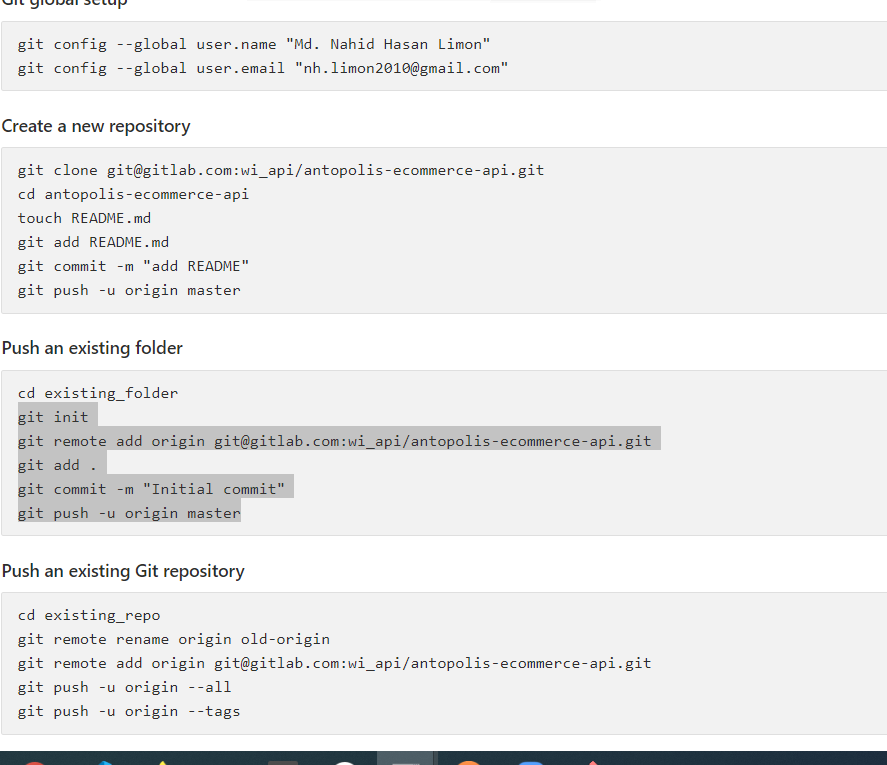 Git global setup
git config --global user.name "Md. Nahid Hasan Limon"
git config --global user.email "nh.limon2010@gmail.com"
Create a new repository
git clone git@gitlab.com:wi_api/antopolis-ecommerce-api.git
cd antopolis-ecommerce-api
touch README.md
git add README.md
git commit -m "add README"
git push -u origin master
Push an existing folder
cd existing_folder
git init
git remote add origin git@gitlab.com:wi_api/antopolis-ecommerce-api.git
git add .
git commit -m "Initial commit"
git push -u origin master
Push an existing Git repository
cd existing_repo
git remote rename origin old-origin
git remote add origin git@gitlab.com:wi_api/antopolis-ecommerce-api.git
git push -u origin --all
git push -u origin --tags